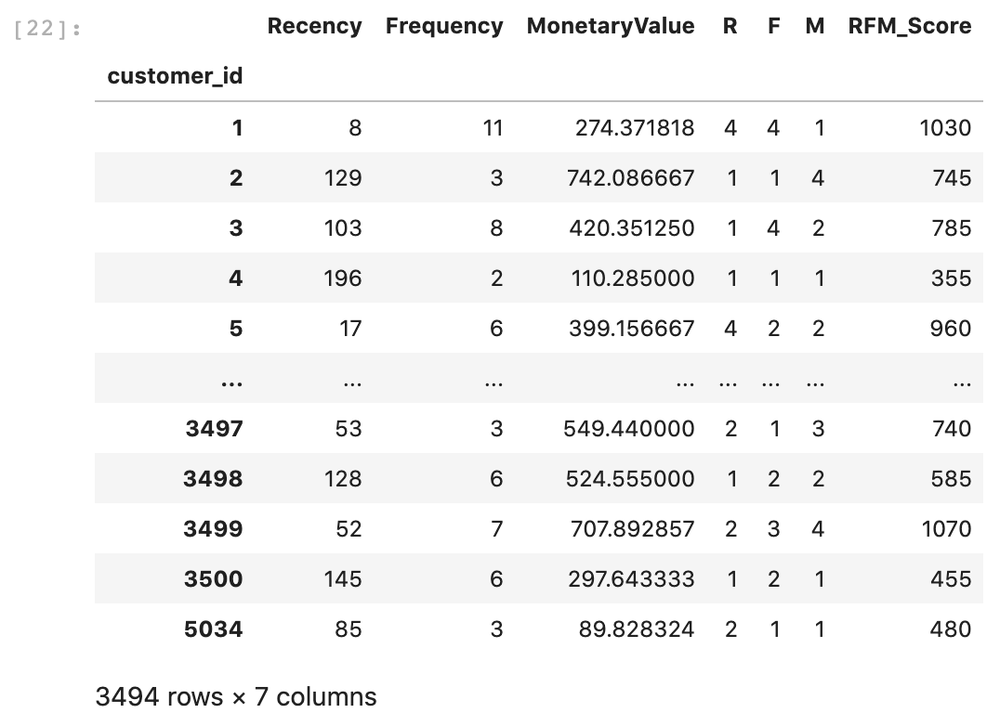 [22]: Recency Frequency MonetaryValue R F M RFM_Score
customer_id
1 8 11 274.371818 4 4 1 1030
2 129 3 742.086667 1 1 4 745
3 103 8 420.351250 1 4 2 785
4 196 2 110.285000 1 1 1 355
5 17 6 399.156667 4 2 2 960
... ... ... ... ... ... ... ...
3497 53 3 549.440000 2 1 3 740
3498 128 6 524.555000 1 2 2 585
3499 52 7 707.892857 2 3 4 1070
3500 145 6 297.643333 1 2 1 455
5034 85 3 89.828324 2 1 1 480
3494 rows × 7 columns